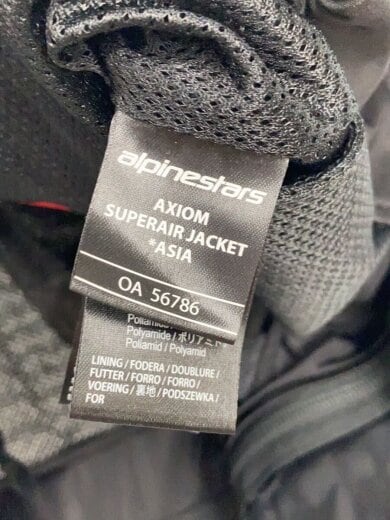 alpinestars
AXIOM
SUPERAIR JACKET
*ASIA
OA 56786
Poliamide /
Polyamide / ポリアミド
Poliamid / Polyamid
LINING / FODERA / DOUBLURE /
FUTTER / FORRO / FORRO /
VOERING / 裏地 / PODSZEWKA /
FOR